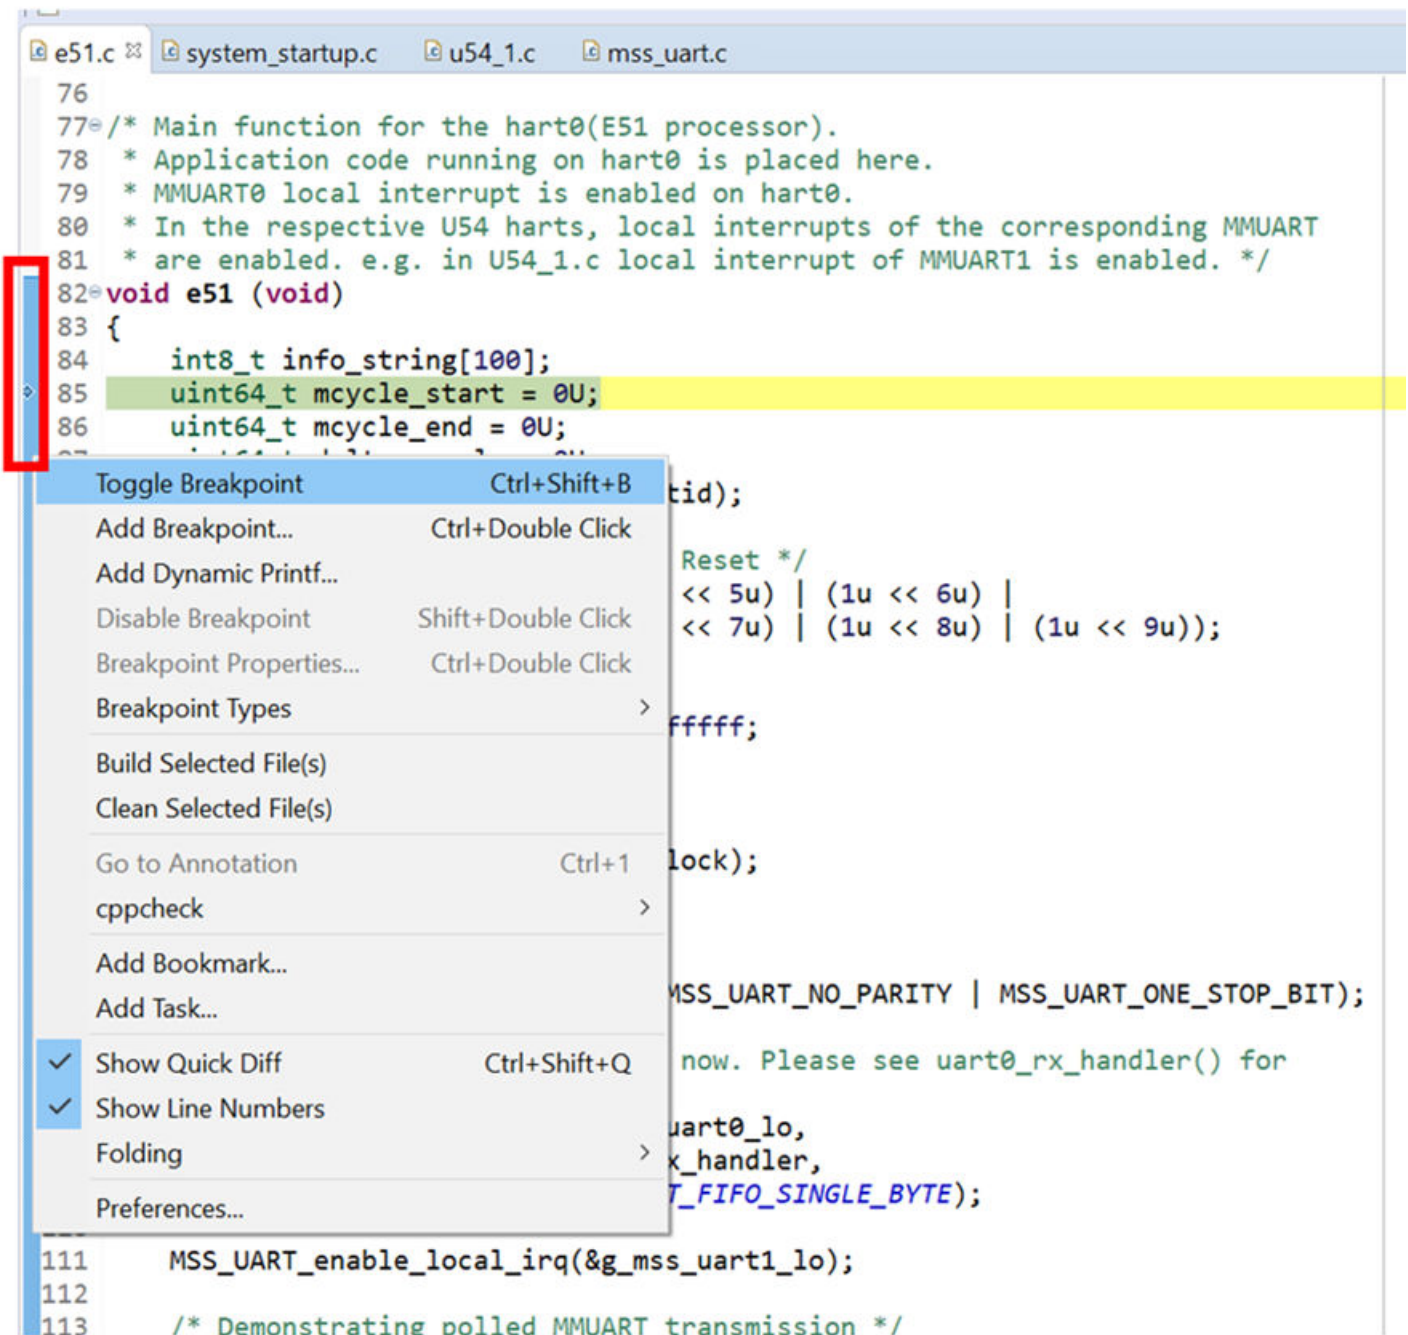 e51.c system_startup.c u54_1.c mss_uart.c
76
77 /* Main function for the hart0(E51 processor).
78 * Application code running on hart0 is placed here.
79 * MMUART0 local interrupt is enabled on hart0.
80 * In the respective U54 harts, local interrupts of the corresponding MMUART
81 * are enabled. e.g. in U54_1.c local interrupt of MMUART1 is enabled. */
82 void e51 (void)
83 {
84 int8_t info_string[100];
85 uint64_t mcycle_start = 0U;
86 uint64_t mcycle_end = 0U;
Toggle Breakpoint Ctrl+Shift+B tid);
Add Breakpoint... Ctrl+Double Click
Add Dynamic Printf... Reset */
Disable Breakpoint Shift+Double Click << 5u) | (1u << 6u) |
<< 7u) | (1u << 8u) | (1u << 9u));
Breakpoint Properties... Ctrl+Double Click
Breakpoint Types
fffff;
Build Selected File(s)
Clean Selected File(s)
Go to Annotation Ctrl+1 lock);
cppcheck
Add Bookmark...
Add Task... MSS_UART_NO_PARITY | MSS_UART_ONE_STOP_BIT);
Show Quick Diff Ctrl+Shift+Q now. Please see uart0_rx_handler() for
Show Line Numbers
uart0_lo,
Folding x_handler,
T_FIFO_SINGLE_BYTE);
Preferences...
111 MSS_UART_enable_local_irq(&g_mss_uart1_lo);
112
113 /* Demonstrating polled MMUART transmission */